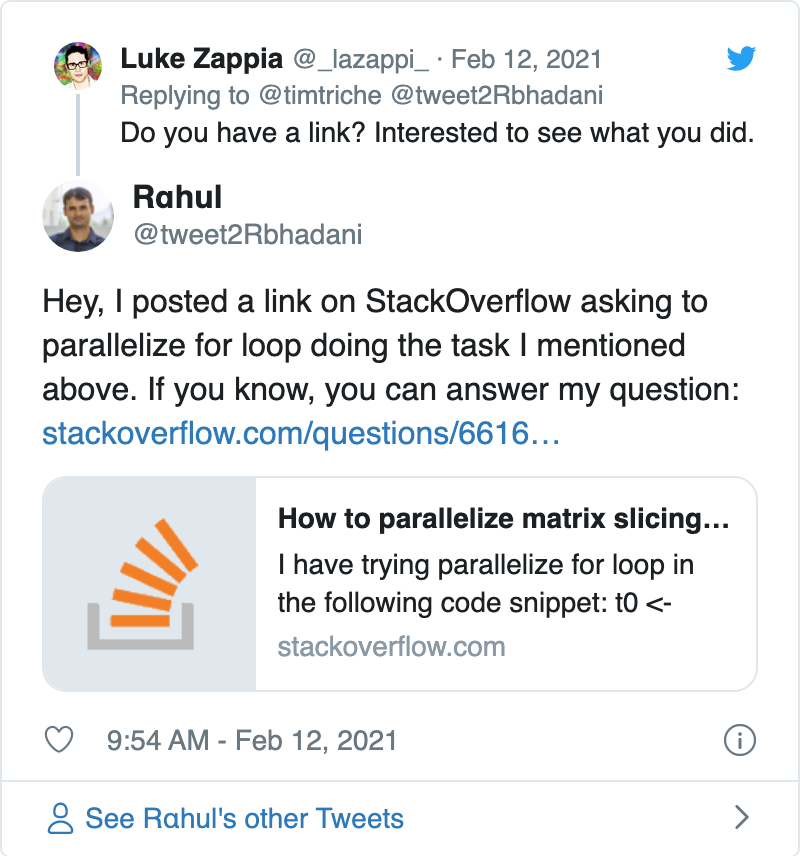 Luke Zappia @_lazappi_ · Feb 12, 2021
Replying to @timtriche @tweet2Rbhadani
Do you have a link? Interested to see what you did.
Rahul
@tweet2Rbhadani
Hey, I posted a link on StackOverflow asking to
parallelize for loop doing the task I mentioned
above. If you know, you can answer my question:
stackoverflow.com/questions/6616…
How to parallelize matrix slicing…
I have trying parallelize for loop in
the following code snippet: t0 <-
stackoverflow.com
9:54 AM - Feb 12, 2021
See Rahul's other Tweets